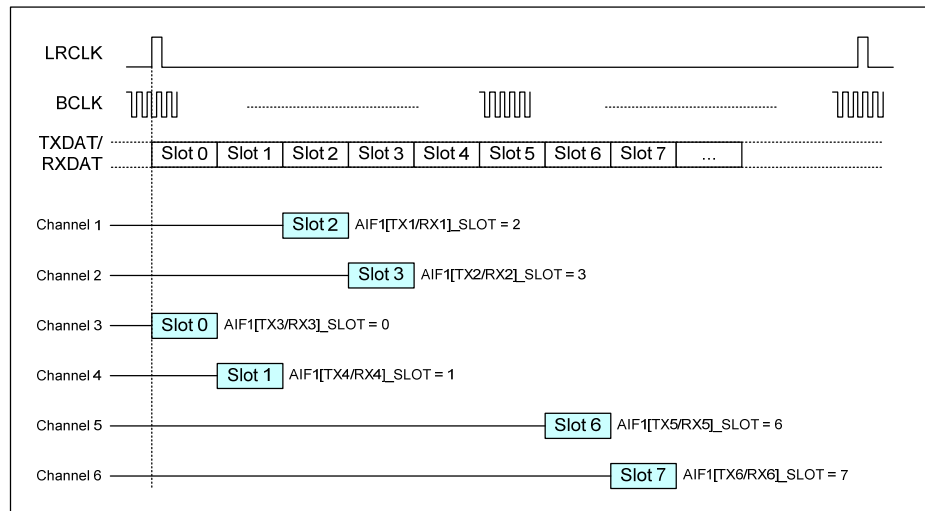 LRCLK
BCLK
TXDAT/
RXDAT
Slot 0 Slot 1 Slot 2 Slot 3 Slot 4 Slot 5 Slot 6 Slot 7 ...
Channel 1 Slot 2 AIF1[TX1/RX1]_SLOT = 2
Channel 2 Slot 3 AIF1[TX2/RX2]_SLOT = 3
Channel 3 Slot 0 AIF1[TX3/RX3]_SLOT = 0
Channel 4 Slot 1 AIF1[TX4/RX4]_SLOT = 1
Channel 5 Slot 6 AIF1[TX5/RX5]_SLOT = 6
Channel 6 Slot 7 AIF1[TX6/RX6]_SLOT = 7